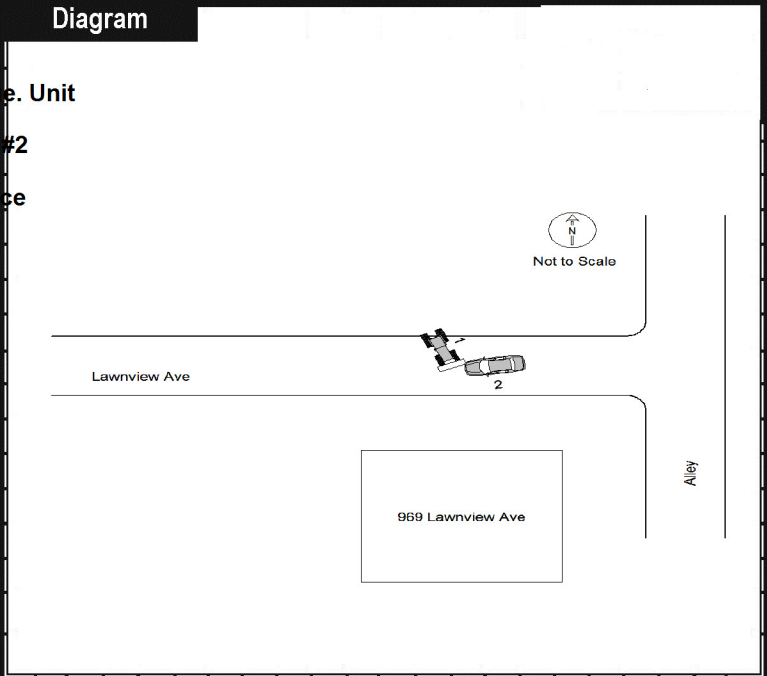 Diagram
e. Unit
#2
ce
N
Not to Scale
1
Lawnview Ave
2
Alley
969 Lawnview Ave